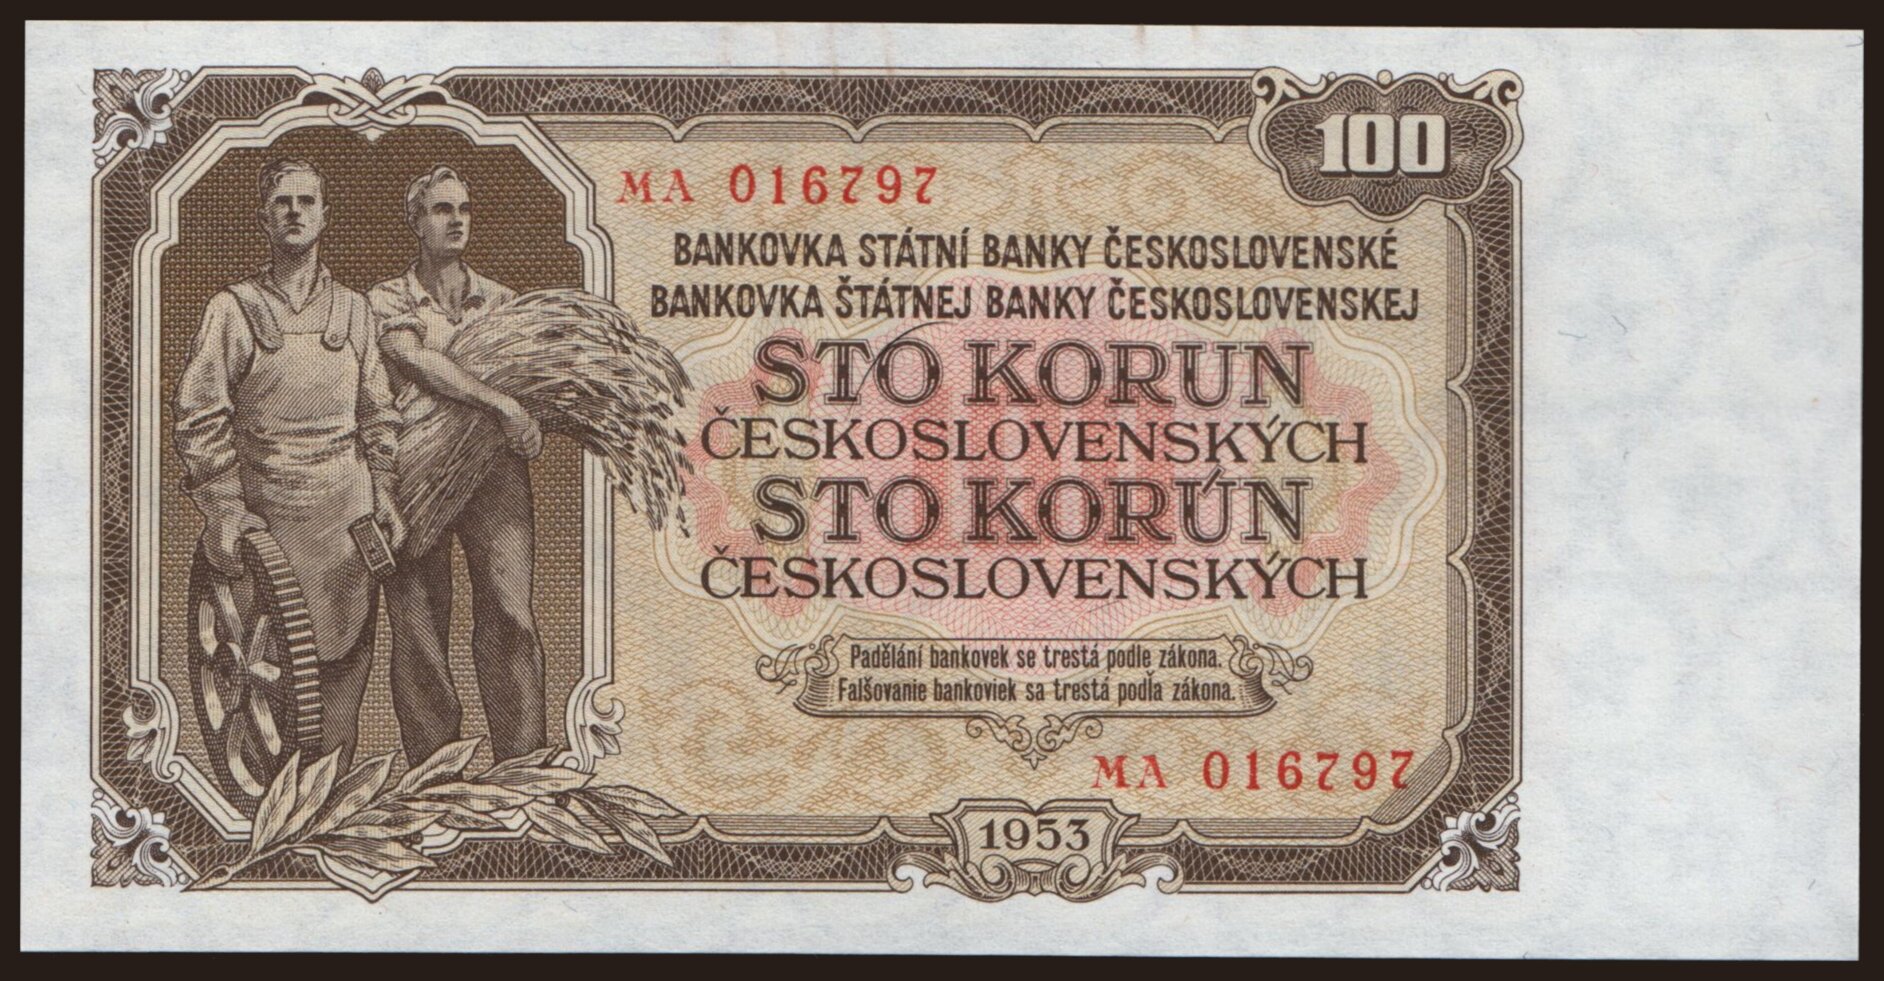 100
MA 016797
BANKOVKA STÁTNÍ BANKY ČESKOSLOVENSKÉ
BANKOVKA ŠTÁTNEJ BANKY ČESKOSLOVENSKEJ
STO KORUN
ČESKOSLOVENSKÝCH
STO KORÚN
ČESKOSLOVENSKÝCH
Padělání bankovek se trestá podle zákona.
Falšovanie bankoviek sa trestá podľa zákona.
MA 016797
1953